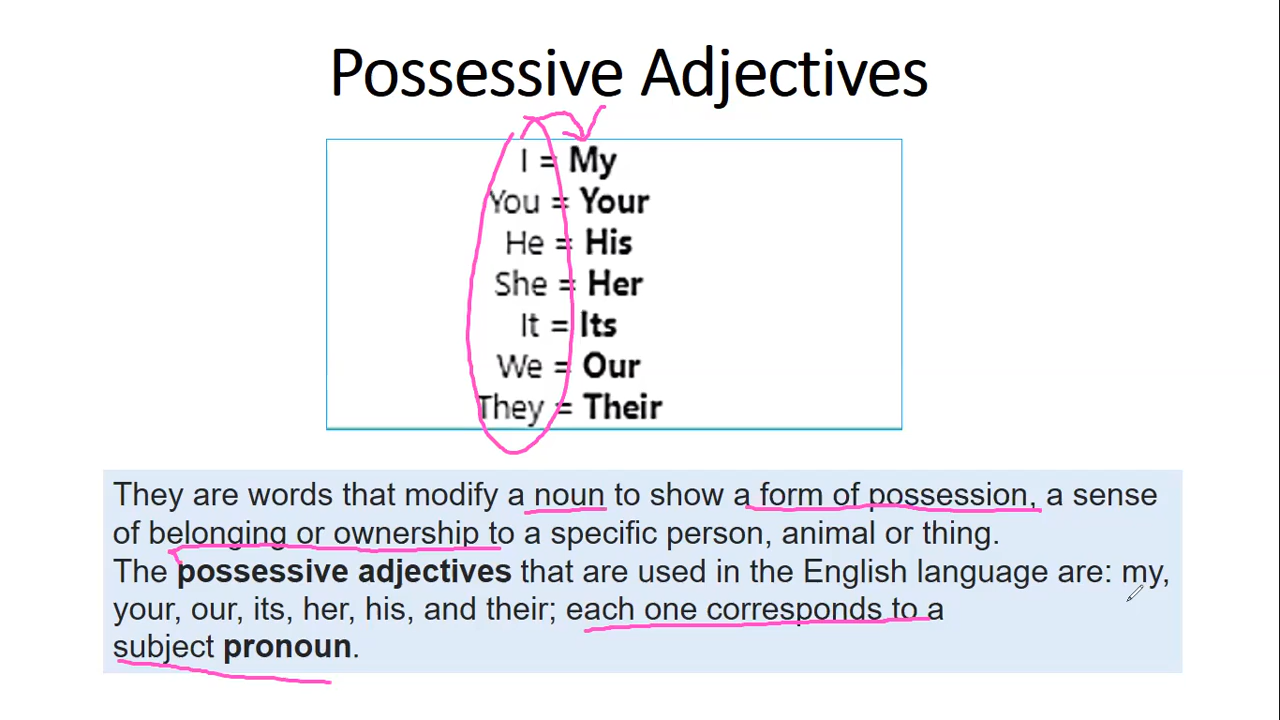 Possessive Adjectives
I = My
You = Your
He = His
She = Her
It = Its
We = Our
They = Their
They are words that modify a noun to show a form of possession, a sense
of belonging or ownership to a specific person, animal or thing.
The possessive adjectives that are used in the English language are: my,
your, our, its, her, his, and their; each one corresponds to a
subject pronoun.